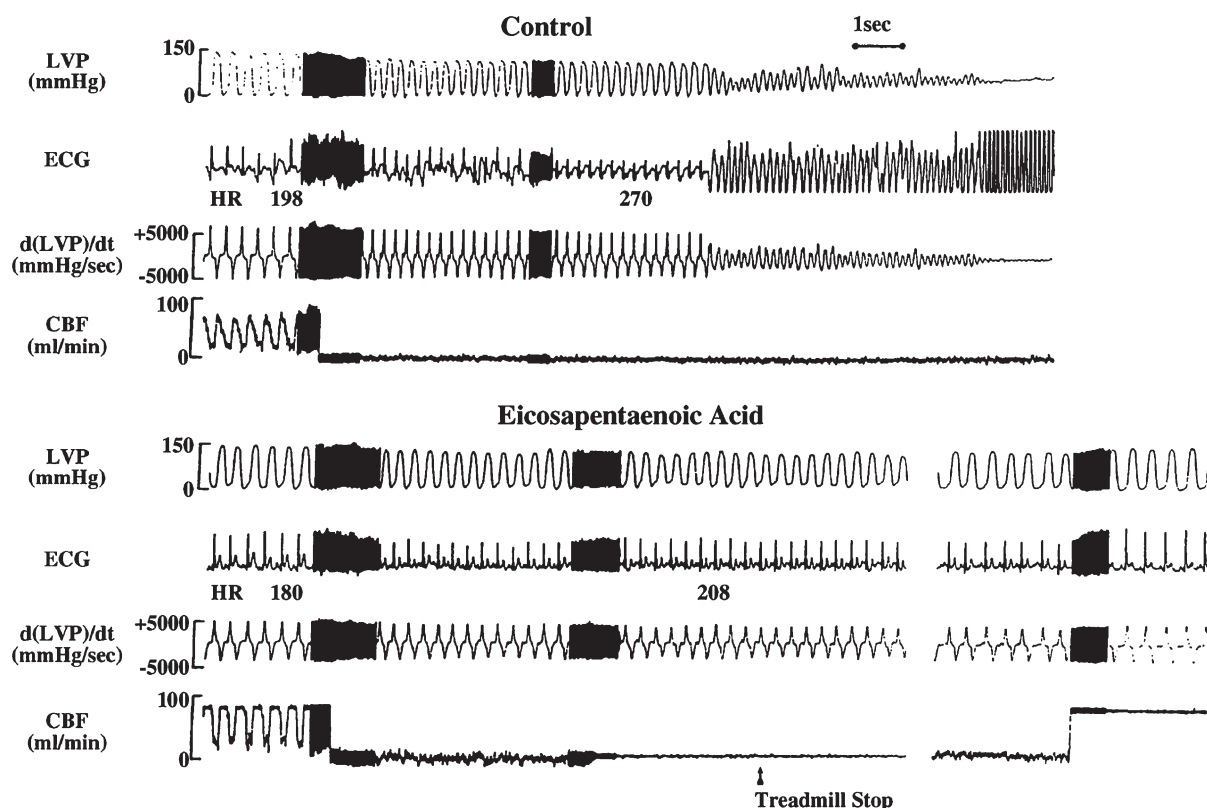 Control
1sec
LVP
(mmHg)
150
0
ECG
HR 198 270
d(LVP)/dt
(mmHg/sec)
+5000
-5000
CBF
(ml/min)
100
0
Eicosapentaenoic Acid
LVP
(mmHg)
150
0
ECG
HR 180 208
d(LVP)/dt
(mmHg/sec)
+5000
-5000
CBF
(ml/min)
100
0
Treadmill Stop